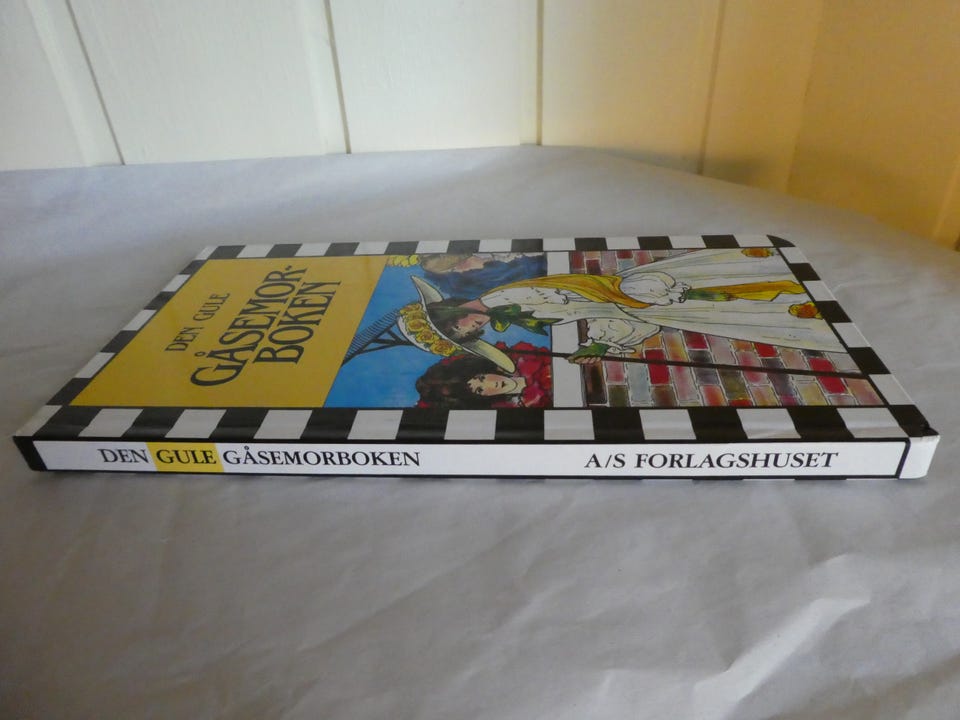 DEN GULE
GÅSEMOR-
BOKEN
DEN GULE GÅSEMORBOKEN A/S FORLAGSHUSET